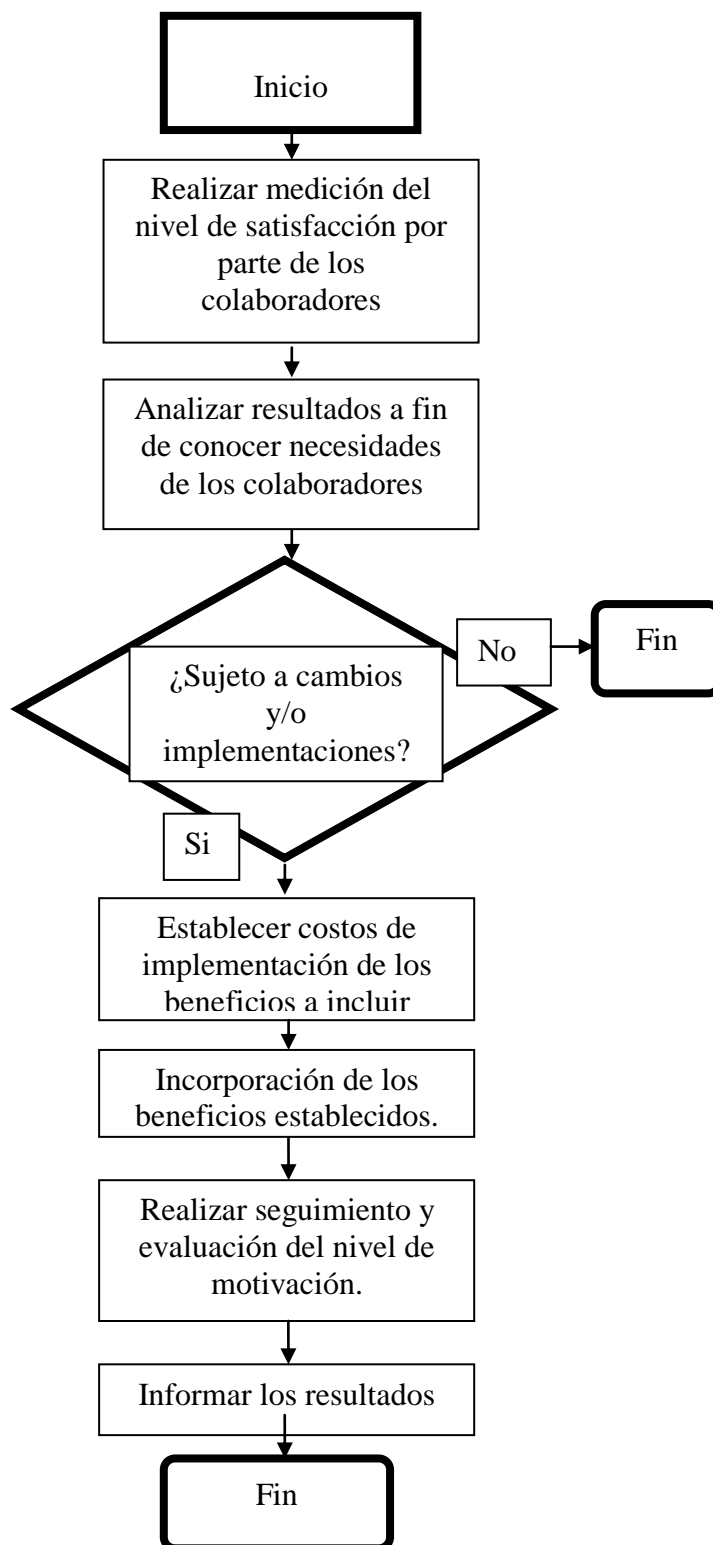 Inicio
Realizar medición del
nivel de satisfacción por
parte de los
colaboradores
Analizar resultados a fin
de conocer necesidades
de los colaboradores
¿Sujeto a cambios
y/o
implementaciones?
No
Fin
Si
Establecer costos de
implementación de los
beneficios a incluir
Incorporación de los
beneficios establecidos.
Realizar seguimiento y
evaluación del nivel de
motivación.
Informar los resultados
Fin